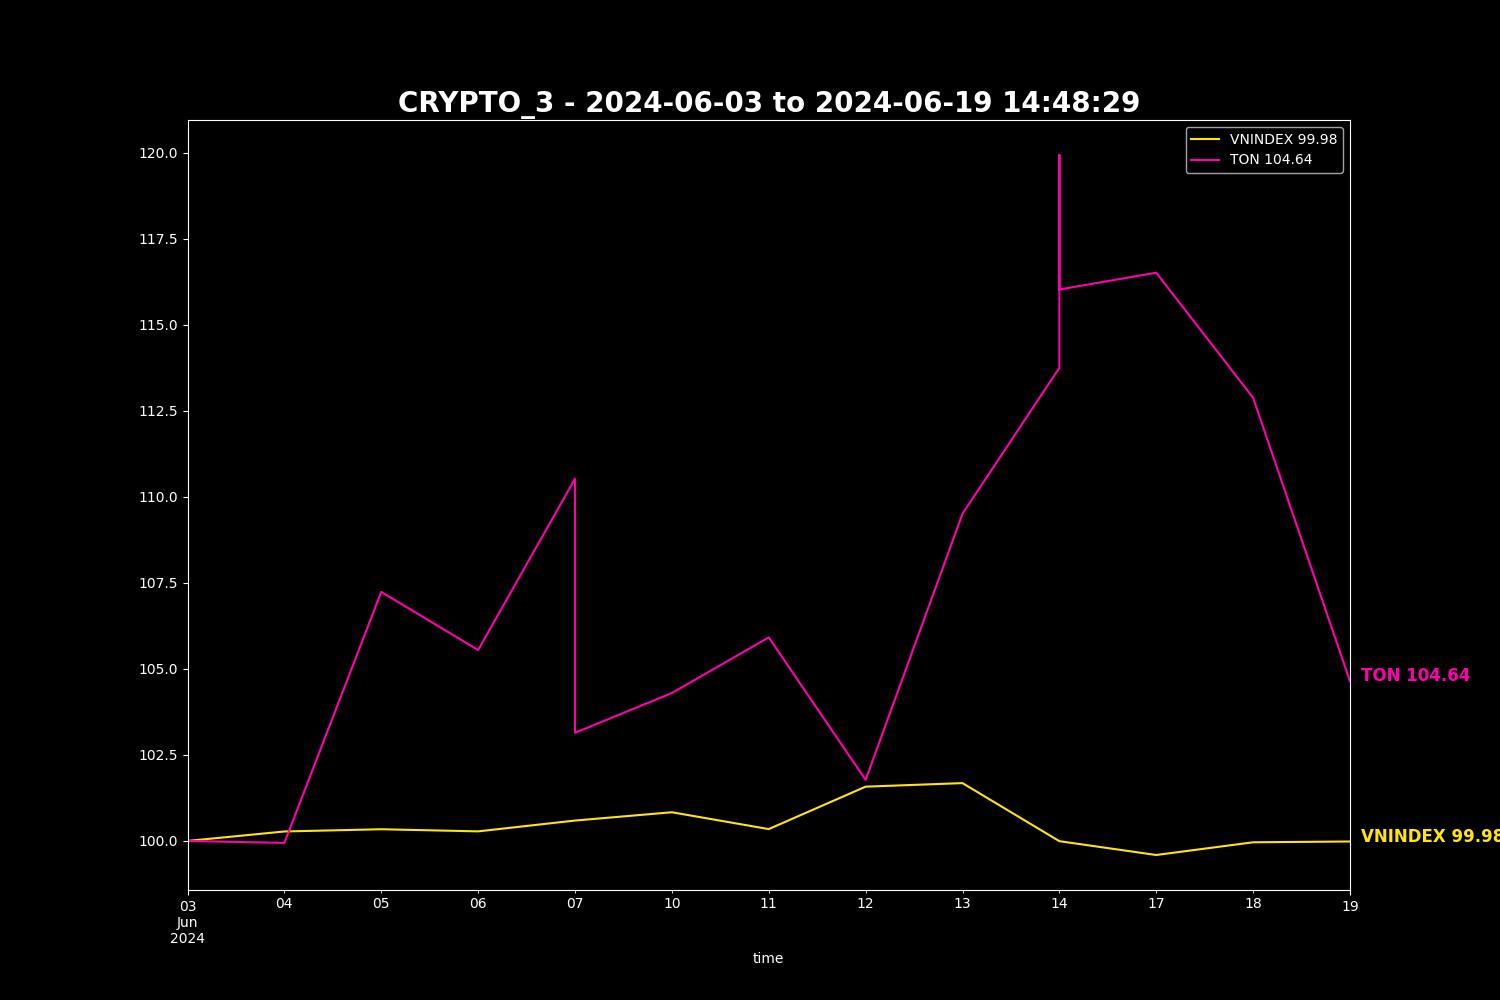 CRYPTO_3 - 2024-06-03 to 2024-06-19 14:48:29
VNINDEX 99.98
TON 104.64
120.0
117.5
115.0
112.5
110.0
107.5
105.0
102.5
100.0
TON 104.64
VNINDEX 99.98
03 04 05 06 07 10 11 12 13 14 17 18 19
Jun
2024
time